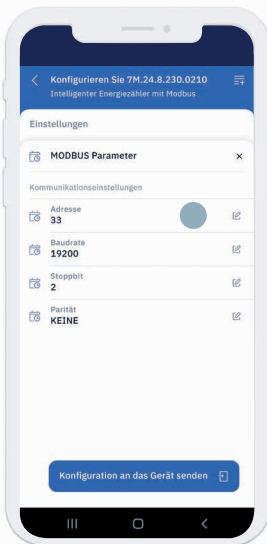 Konfigurieren Sie 7M.24.8.230.0210
Intelligenter Energiezähler mit Modbus
Einstellungen
MODBUS Parameter
Kommunikationseinstellungen
Adresse
33
Baudrate
19200
Stoppbit
2
Parität
KEINE
Konfiguration an das Gerät senden